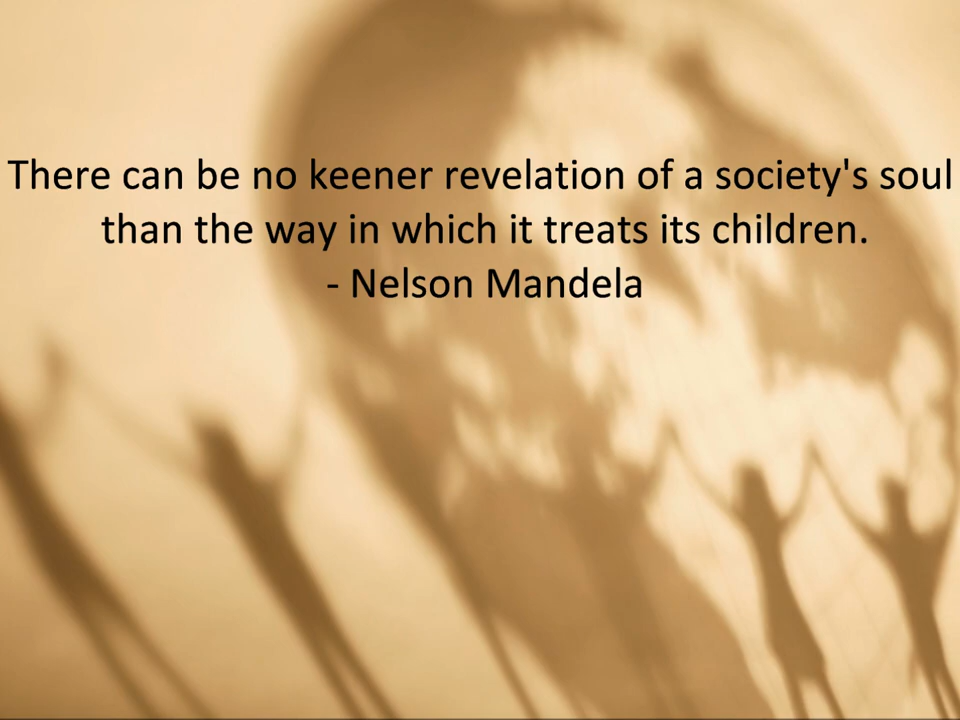 There can be no keener revelation of a society's soul
than the way in which it treats its children.
- Nelson Mandela